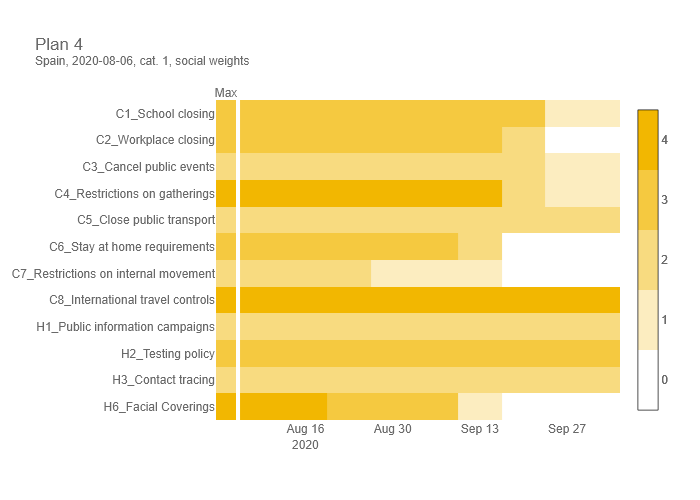 Plan 4
Spain, 2020-08-06, cat. 1, social weights
Max
C1_School closing
C2_Workplace closing
C3_Cancel public events
C4_Restrictions on gatherings
C5_Close public transport
C6_Stay at home requirements
C7_Restrictions on internal movement
C8_International travel controls
H1_Public information campaigns
H2_Testing policy
H3_Contact tracing
H6_Facial Coverings
Aug 16
2020
Aug 30
Sep 13
Sep 27
4
3
2
1
0